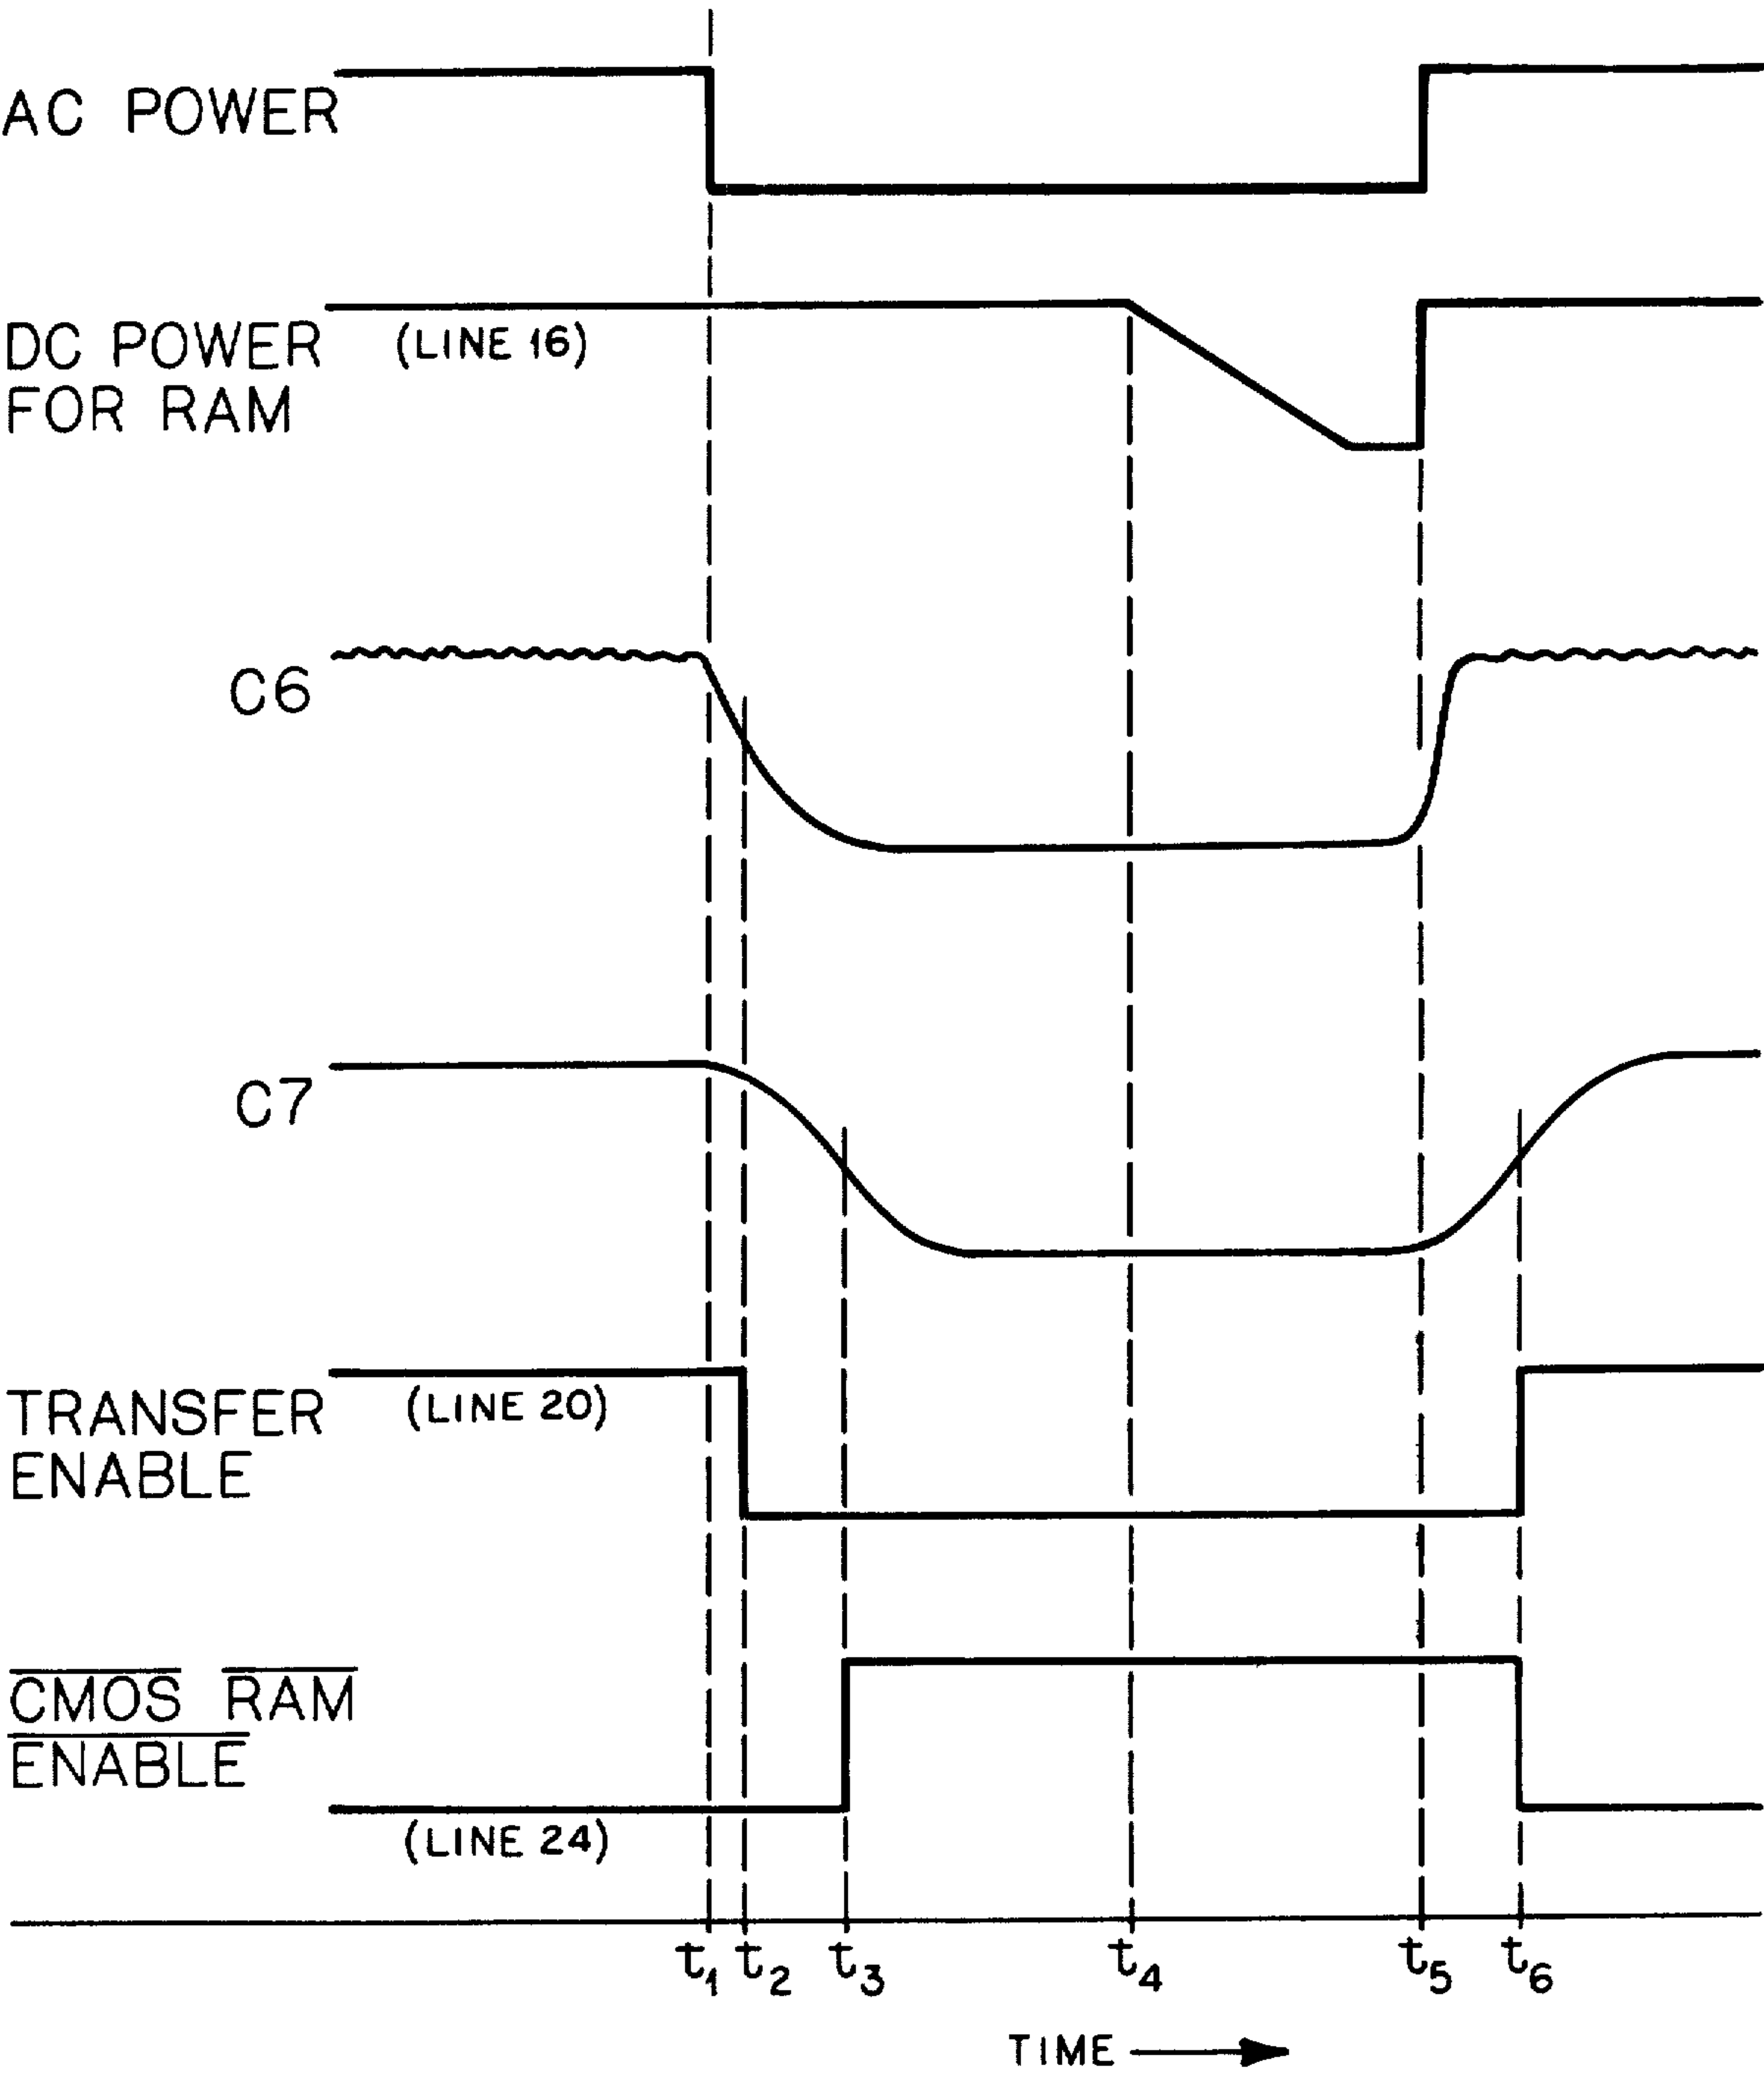 AC POWER
DC POWER
FOR RAM
(LINE 16)
C6
C7
TRANSFER
ENABLE
(LINE 20)
CMOS RAM
ENABLE
(LINE 24)
t1 t2 t3 t4 t5 t6
TIME